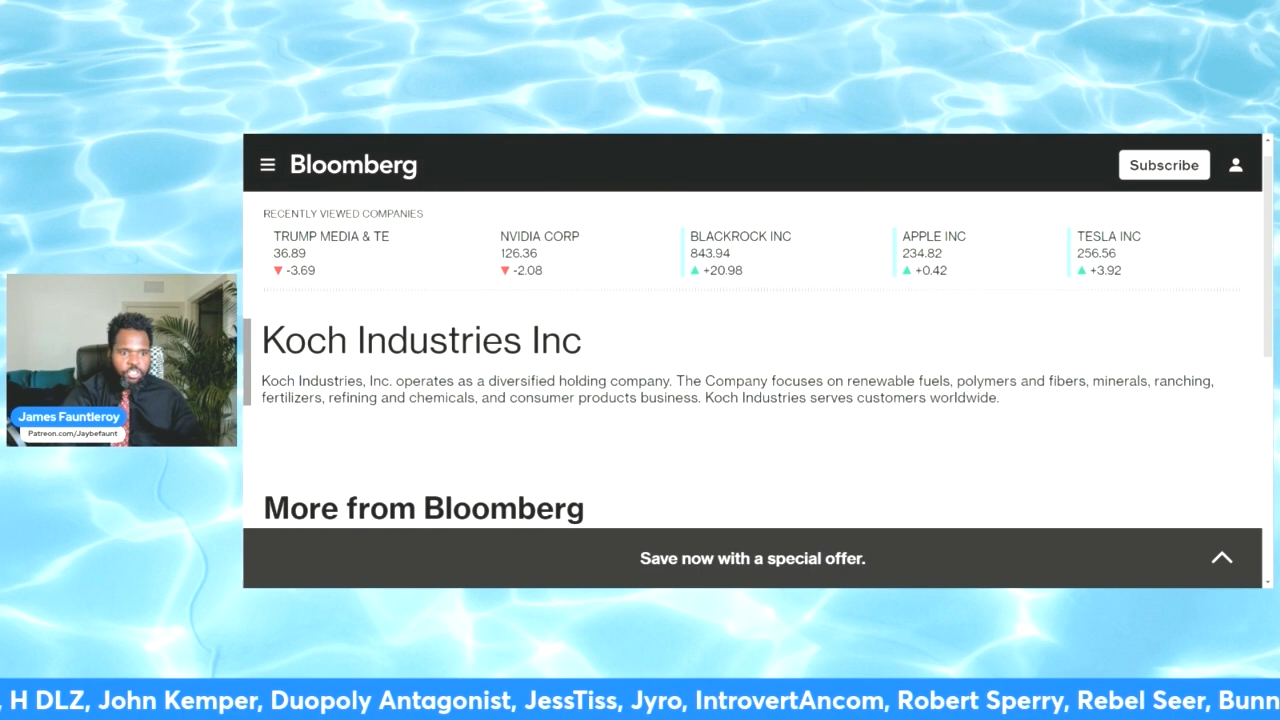 Bloomberg
Subscribe
RECENTLY VIEWED COMPANIES
TRUMP MEDIA & TE
36.89
-3.69
NVIDIA CORP
126.36
-2.08
BLACKROCK INC
843.94
+20.98
APPLE INC
234.82
+0.42
TESLA INC
256.56
+3.92
Koch Industries Inc
Koch Industries, Inc. operates as a diversified holding company. The Company focuses on renewable fuels, polymers and fibers, minerals, ranching,
fertilizers, refining and chemicals, and consumer products business. Koch Industries serves customers worldwide.
James Fauntleroy
Patreon.com/Jaybefaunt
More from Bloomberg
Save now with a special offer.
, H DLZ, John Kemper, Duopoly Antagonist, JessTiss, Jyro, IntrovertAncom, Robert Sperry, Rebel Seer, Bunn